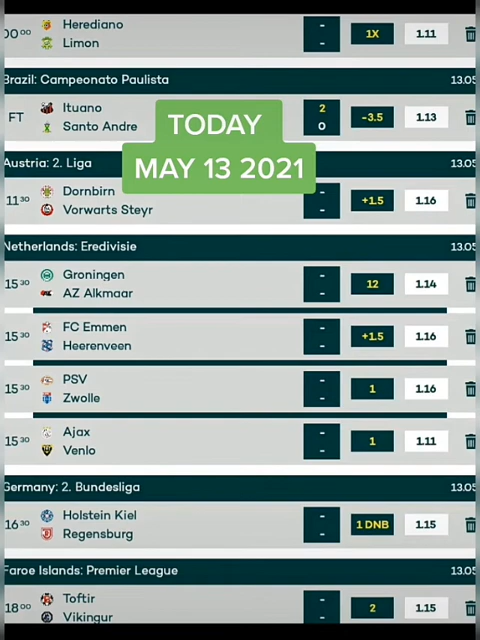 00 00 Herediano - 1X 1.11
Limon -
Brazil: Campeonato Paulista 13.05
FT Ituano 2 -3.5 1.13
Santo Andre 0
TODAY
MAY 13 2021
Austria: 2. Liga 13.05
11 30 Dornbirn - +1.5 1.16
Vorwarts Steyr -
Netherlands: Eredivisie 13.05
15 30 Groningen - 12 1.14
AZ Alkmaar -
15 30 FC Emmen - +1.5 1.16
Heerenveen -
15 30 PSV - 1 1.16
Zwolle -
15 30 Ajax - 1 1.11
Venlo -
Germany: 2. Bundesliga 13.05
16 30 Holstein Kiel - 1 DNB 1.15
Regensburg -
Faroe Islands: Premier League 13.05
18 00 Toftir - 2 1.15
Vikingur -